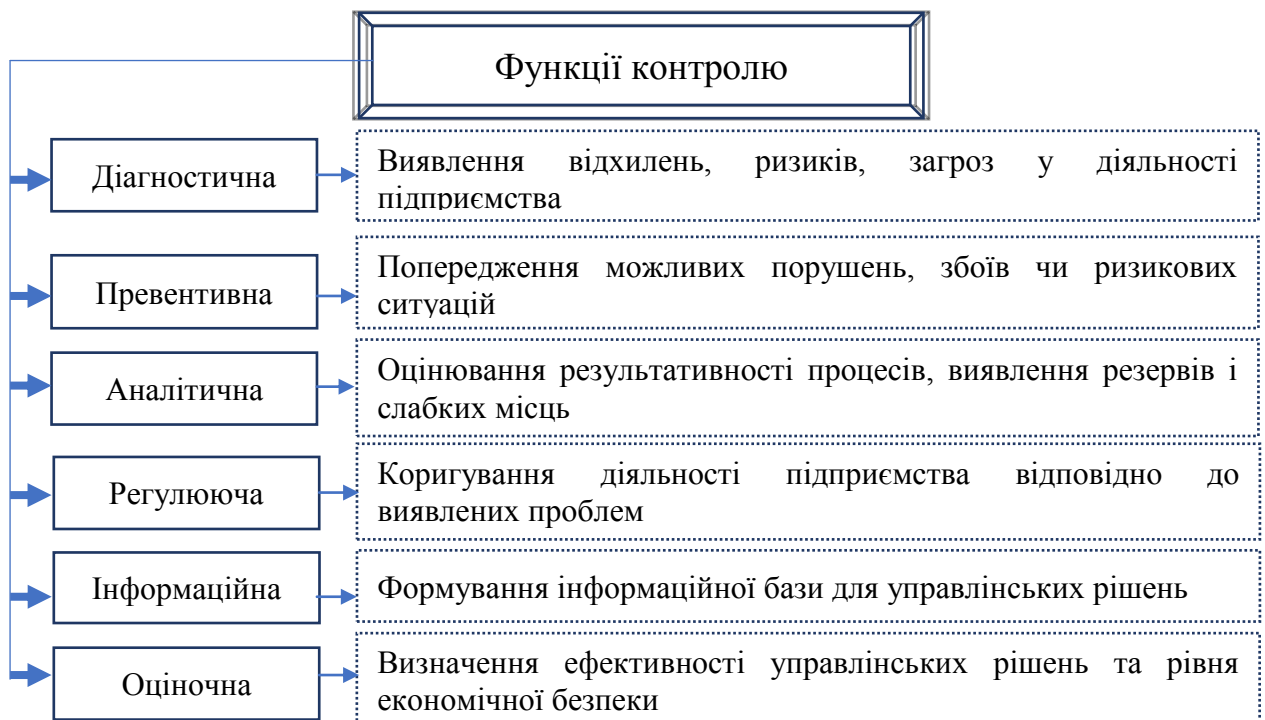 Функції контролю
Діагностична
Виявлення відхилень, ризиків, загроз у діяльності
підприємства
Превентивна
Попередження можливих порушень, збоїв чи ризикових
ситуацій
Аналітична
Оцінювання результативності процесів, виявлення резервів і
слабких місць
Регулююча
Коригування діяльності підприємства відповідно до
виявлених проблем
Інформаційна
Формування інформаційної бази для управлінських рішень
Оціночна
Визначення ефективності управлінських рішень та рівня
економічної безпеки